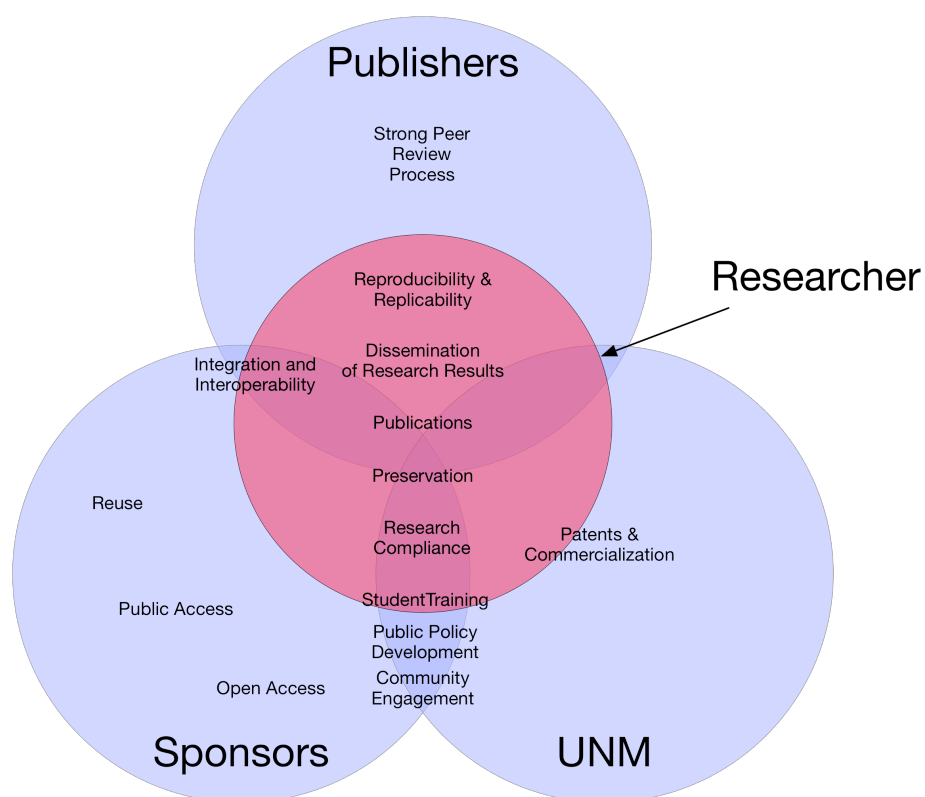 Publishers
Strong Peer
Review
Process
Researcher
Reproducibility &
Replicability
Dissemination
of Research Results
Integration and
Interoperability
Publications
Preservation
Reuse
Research
Compliance
Patents &
Commercialization
StudentTraining
Public Access
Public Policy
Development
Community
Engagement
Open Access
Sponsors
UNM